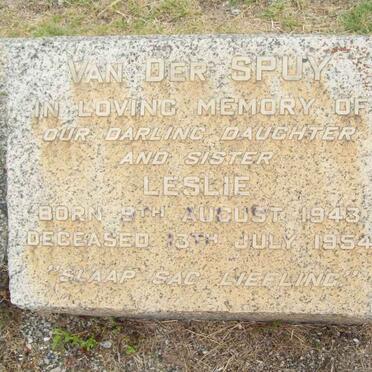 VAN DER SPUY
IN LOVING MEMORY OF
OUR DARLING DAUGHTER
AND SISTER
LESLIE
BORN 9TH AUGUST 1943
DECEASED 13TH JULY 1954
"SLAAP SAG LIEFLING"